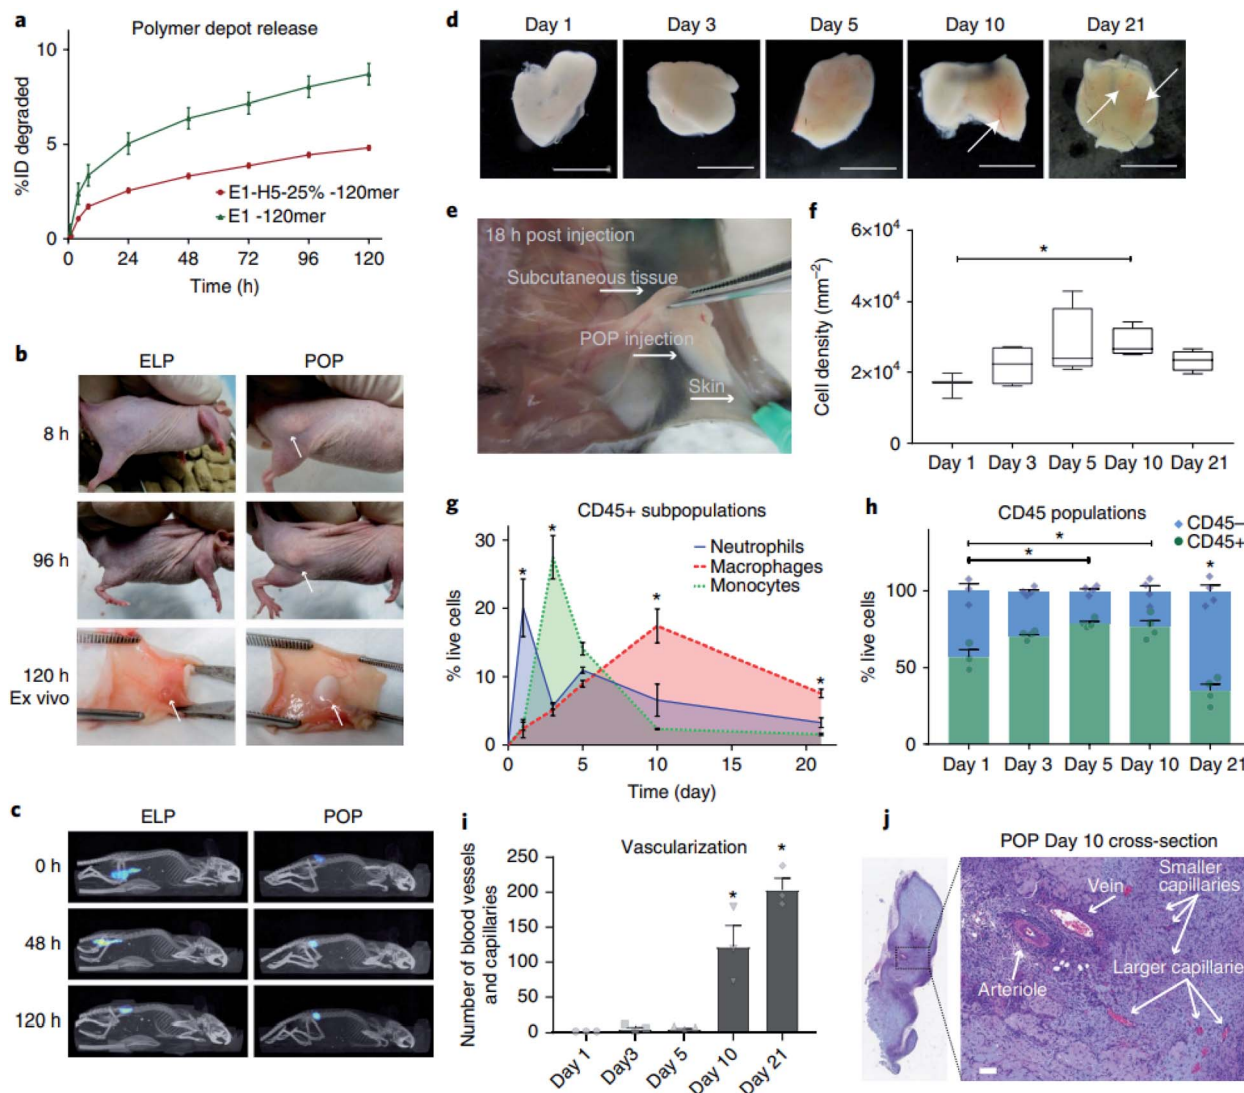 a
Polymer depot release
10
5
0
%ID degraded
E1-H5-25% -120mer
E1 -120mer
0 24 48 72 96 120
Time (h)
b
ELP POP
8 h
96 h
120 h
Ex vivo
c
ELP POP
0 h
48 h
120 h
d
Day 1 Day 3 Day 5 Day 10 Day 21
e
18 h post injection
Subcutaneous tissue
POP injection
Skin
f
6×10⁴
4×10⁴
2×10⁴
0
Cell density (mm⁻²)
*
Day 1 Day 3 Day 5 Day 10 Day 21
g
CD45+ subpopulations
30
20
10
0
% live cells
Neutrophils
Macrophages
Monocytes
* * * *
0 5 10 15 20
Time (day)
h
CD45 populations
CD45–
CD45+
100
50
0
% live cells
*
*
*
Day 1 Day 3 Day 5 Day 10 Day 21
i
Vascularization
250
200
150
100
50
0
Number of blood vessels
and capillaries
* *
Day 1 Day3 Day 5 Day 10 Day 21
j
POP Day 10 cross-section
Smaller
capillaries
Vein
Larger capillarie
Arteriole